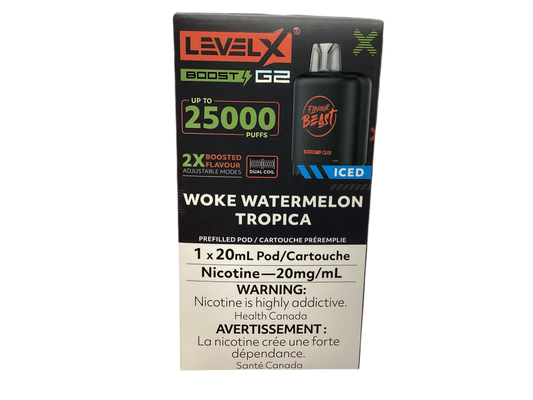 LEVEL X
BOOST G2
UP TO
25000
PUFFS
2X BOOSTED
FLAVOUR
ADJUSTABLE MODES
DUAL COIL
FLAVOUR
BEAST
ICED
WOKE WATERMELON
TROPICA
PREFILLED POD / CARTOUCHE PRÉREMPLIE
1 x 20mL Pod/Cartouche
Nicotine—20mg/mL
WARNING:
Nicotine is highly addictive.
Health Canada
AVERTISSEMENT :
La nicotine crée une forte
dépendance.
Santé Canada